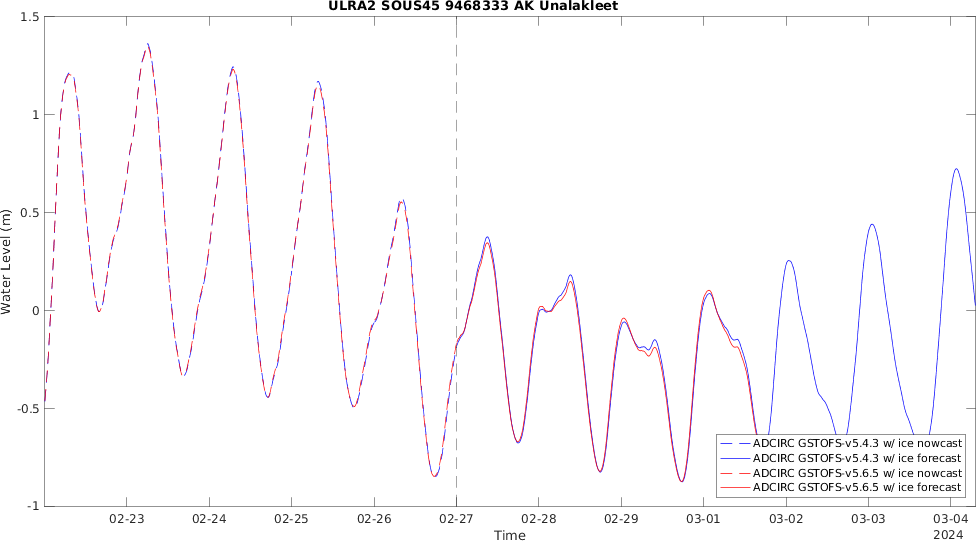 ULRA2 SOUS45 9468333 AK Unalakleet
1.5
1
0.5
0
-0.5
-1
Water Level (m)
02-23
02-24
02-25
02-26
02-27
02-28
02-29
03-01
03-02
03-03
03-04
2024
Time
ADCIRC GSTOFS-v5.4.3 w/ ice nowcast
ADCIRC GSTOFS-v5.4.3 w/ ice forecast
ADCIRC GSTOFS-v5.6.5 w/ ice nowcast
ADCIRC GSTOFS-v5.6.5 w/ ice forecast